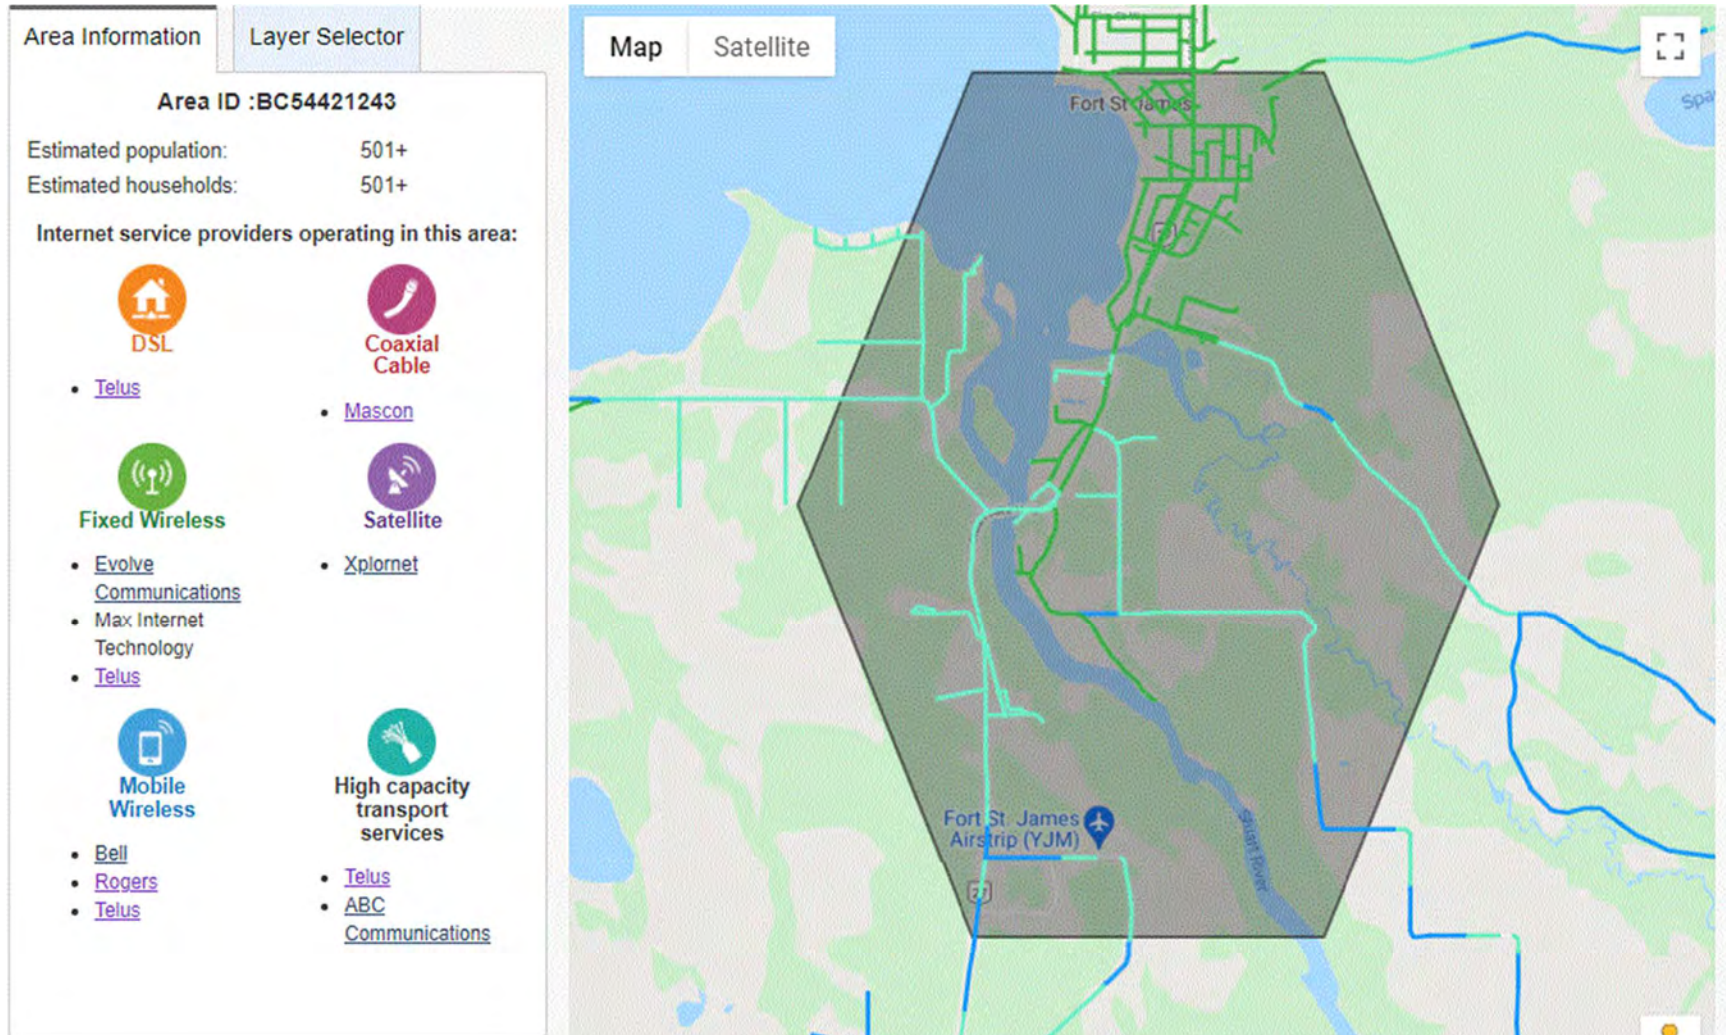 Area Information
Layer Selector
Area ID :BC54421243
Estimated population: 501+
Estimated households: 501+
Internet service providers operating in this area:
DSL
Telus
Coaxial
Cable
Mascon
Fixed Wireless
Evolve
Communications
Max Internet
Technology
Telus
Satellite
Xplornet
Mobile
Wireless
Bell
Rogers
Telus
High capacity
transport
services
Telus
ABC
Communications
Map
Satellite
Fort St James
Spa
Fort St. James
Airstrip (YJM)
27
Stuart River